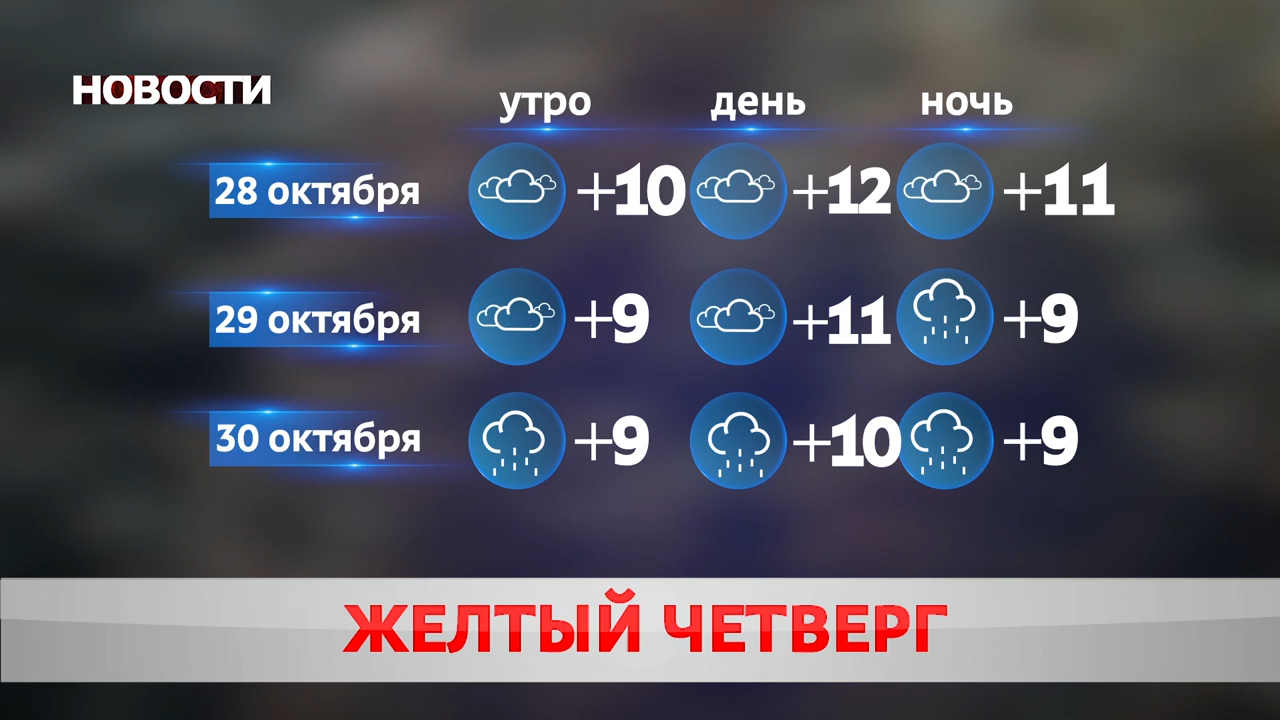 НОВОСТИ
утро день ночь
28 октября +10 +12 +11
29 октября +9 +11 +9
30 октября +9 +10 +9
ЖЕЛТЫЙ ЧЕТВЕРГ